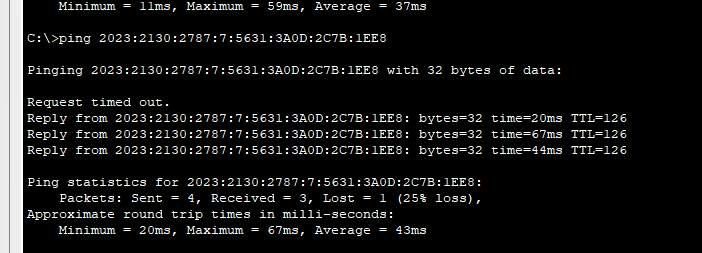 Minimum = 11ms, Maximum = 59ms, Average = 37ms
C:\>ping 2023:2130:2787:7:5631:3A0D:2C7B:1EE8
Pinging 2023:2130:2787:7:5631:3A0D:2C7B:1EE8 with 32 bytes of data:
Request timed out.
Reply from 2023:2130:2787:7:5631:3A0D:2C7B:1EE8: bytes=32 time=20ms TTL=126
Reply from 2023:2130:2787:7:5631:3A0D:2C7B:1EE8: bytes=32 time=67ms TTL=126
Reply from 2023:2130:2787:7:5631:3A0D:2C7B:1EE8: bytes=32 time=44ms TTL=126
Ping statistics for 2023:2130:2787:7:5631:3A0D:2C7B:1EE8:
Packets: Sent = 4, Received = 3, Lost = 1 (25% loss),
Approximate round trip times in milli-seconds:
Minimum = 20ms, Maximum = 67ms, Average = 43ms